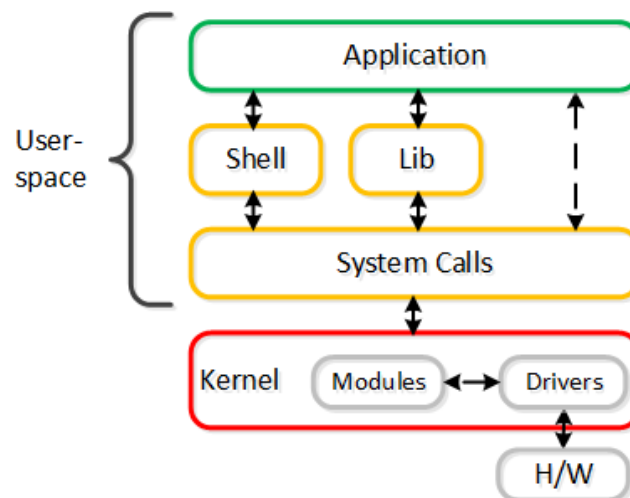 Application
User-
space
Shell
Lib
System Calls
Kernel
Modules
Drivers
H/W